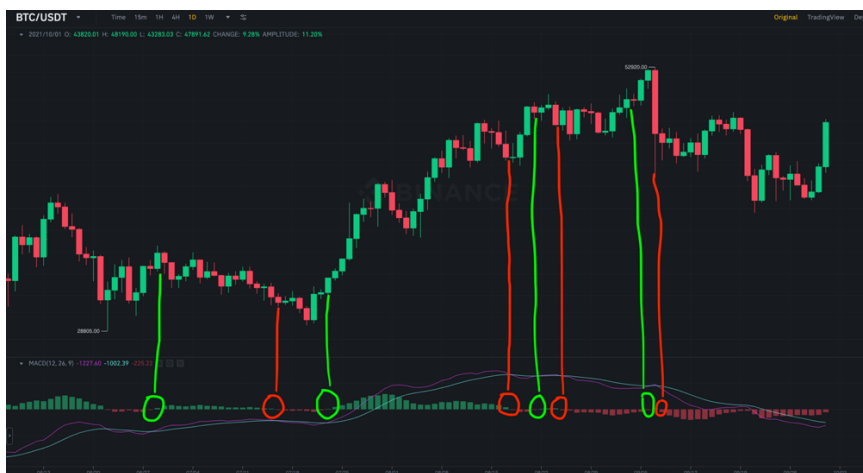 BTC/USDT Time 15m 1H 4H 1D 1W Original TradingView De
2021/10/01 O: 43820.01 H: 48190.00 L: 43283.03 C: 47891.62 CHANGE: 9.28% AMPLITUDE: 11.20%
52920.00
BINANCE
28805.00
MACD(12, 26, 9) -1227.60 -1002.39 -225.22